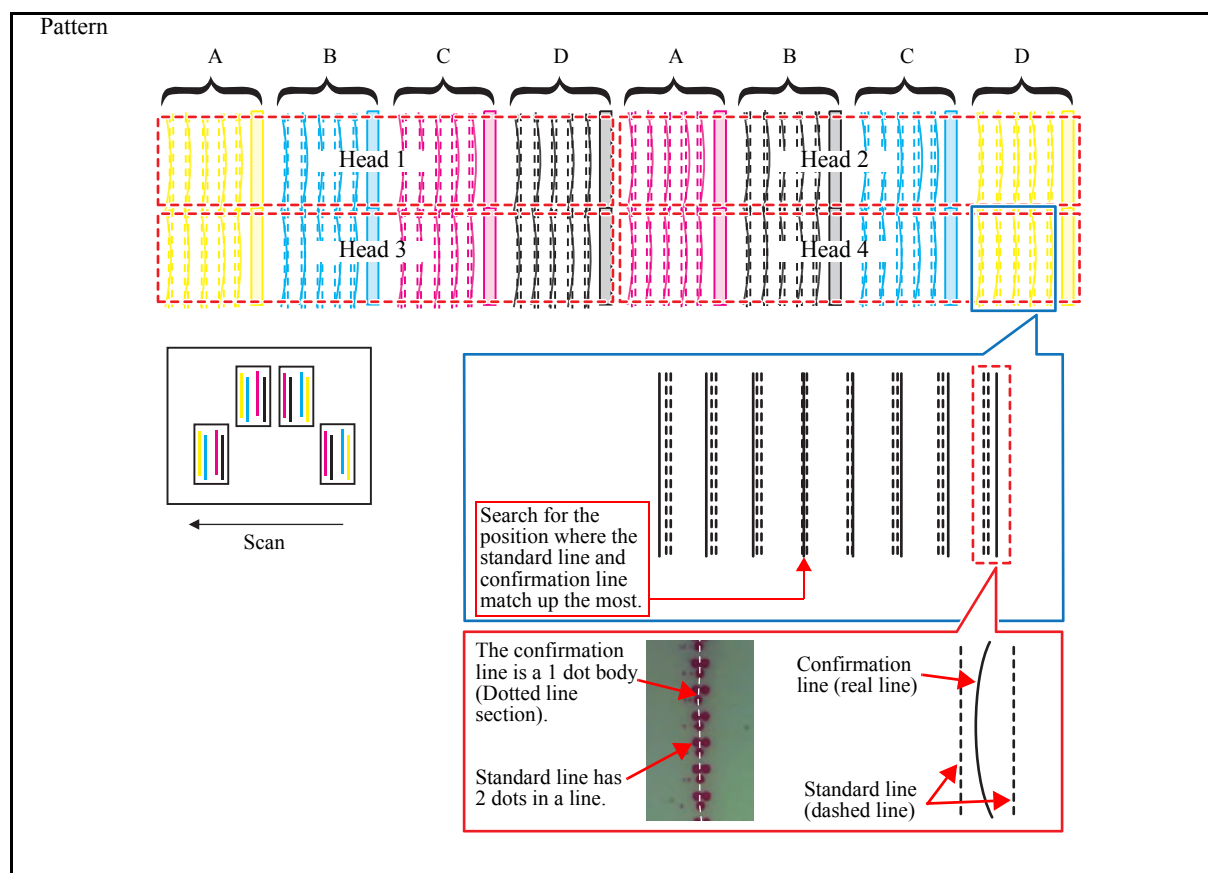 Pattern
A B C D A B C D
Head 1 Head 2
Head 3 Head 4
Scan
Search for the
position where the
standard line and
confirmation line
match up the most.
The confirmation
line is a 1 dot body
(Dotted line
section).
Standard line has
2 dots in a line.
Confirmation
line (real line)
Standard line
(dashed line)